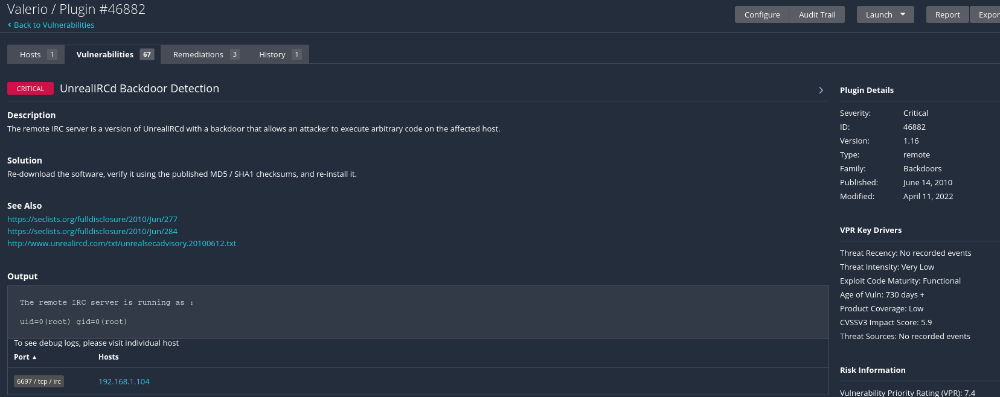 Valerio / Plugin #46882
Configure Audit Trail Launch Report Expor
Back to Vulnerabilities
Hosts 1 Vulnerabilities 67 Remediations 3 History 1
CRITICAL UnrealIRCd Backdoor Detection
Description
The remote IRC server is a version of UnrealIRCd with a backdoor that allows an attacker to execute arbitrary code on the affected host.
Solution
Re-download the software, verify it using the published MD5 / SHA1 checksums, and re-install it.
See Also
https://seclists.org/fulldisclosure/2010/Jun/277
https://seclists.org/fulldisclosure/2010/Jun/284
http://www.unrealircd.com/txt/unrealsecadvisory.20100612.txt
Output
The remote IRC server is running as :
uid=0(root) gid=0(root)
To see debug logs, please visit individual host
Port Hosts
6697 / tcp / irc 192.168.1.104
Plugin Details
Severity: Critical
ID: 46882
Version: 1.16
Type: remote
Family: Backdoors
Published: June 14, 2010
Modified: April 11, 2022
VPR Key Drivers
Threat Recency: No recorded events
Threat Intensity: Very Low
Exploit Code Maturity: Functional
Age of Vuln: 730 days +
Product Coverage: Low
CVSSV3 Impact Score: 5.9
Threat Sources: No recorded events
Risk Information
Vulnerability Priority Rating (VPR): 7.4